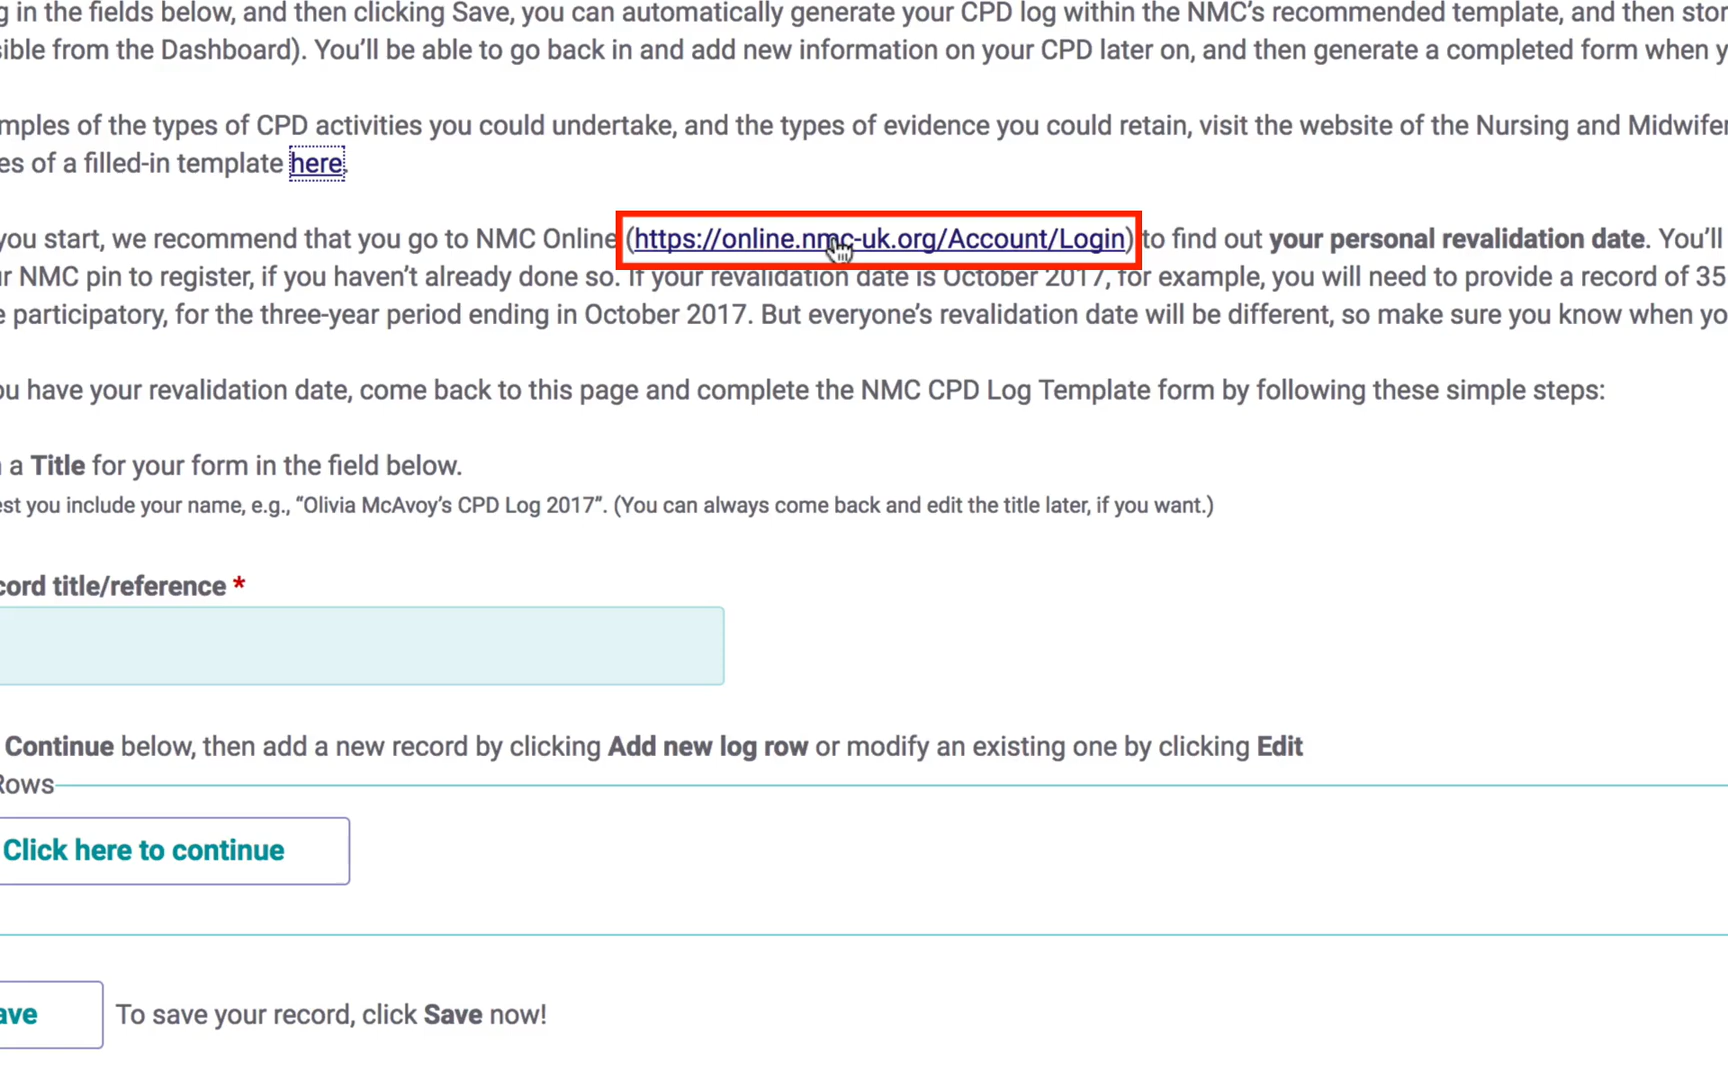 g in the fields below, and then clicking Save, you can automatically generate your CPD log within the NMC's recommended template, and then stor
sible from the Dashboard). You'll be able to go back in and add new information on your CPD later on, and then generate a completed form when y
mples of the types of CPD activities you could undertake, and the types of evidence you could retain, visit the website of the Nursing and Midwifer
es of a filled-in template here.
you start, we recommend that you go to NMC Online (https://online.nmc-uk.org/Account/Login) to find out your personal revalidation date. You'll
r NMC pin to register, if you haven't already done so. If your revalidation date is October 2017, for example, you will need to provide a record of 35
e participatory, for the three-year period ending in October 2017. But everyone's revalidation date will be different, so make sure you know when yo
ou have your revalidation date, come back to this page and complete the NMC CPD Log Template form by following these simple steps:
a Title for your form in the field below.
est you include your name, e.g., “Olivia McAvoy's CPD Log 2017”. (You can always come back and edit the title later, if you want.)
cord title/reference *
Continue below, then add a new record by clicking Add new log row or modify an existing one by clicking Edit
Rows
Click here to continue
ave To save your record, click Save now!